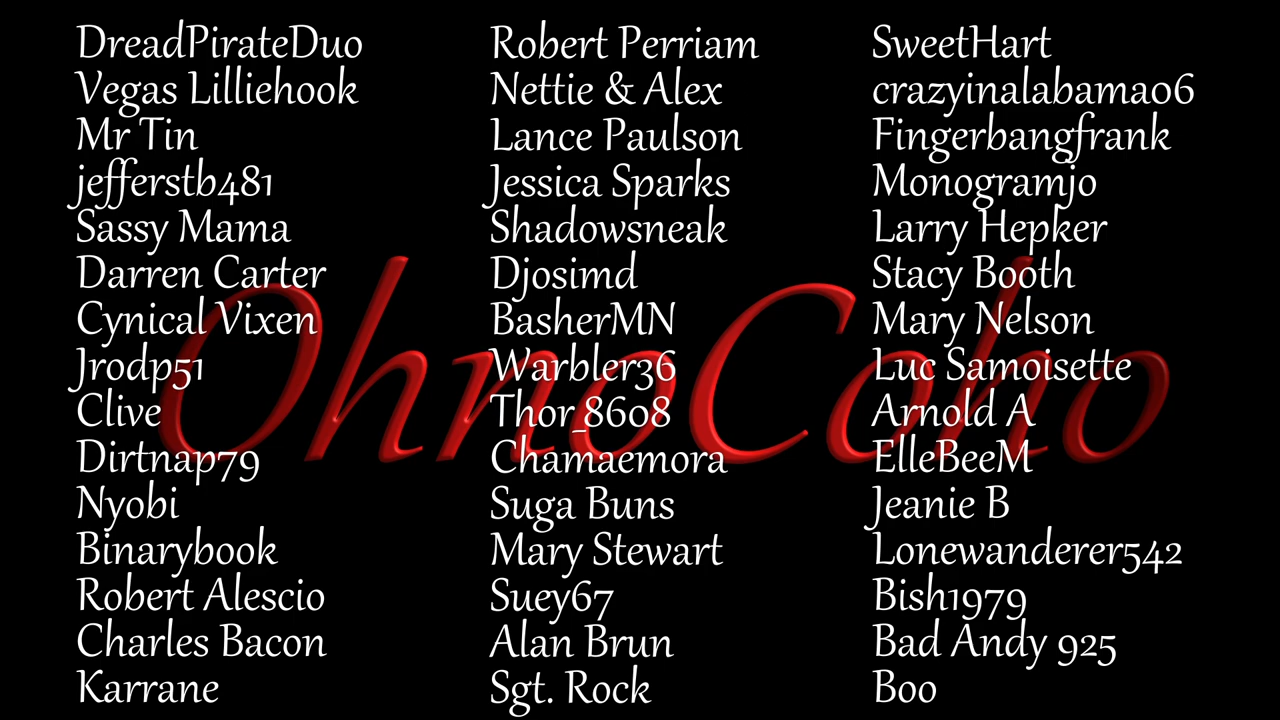 DreadPirateDuo
Vegas Lilliehook
Mr Tin
jefferstb481
Sassy Mama
Darren Carter
Cynical Vixen
Jrodp51
Clive
Dirtnap79
Nyobi
Binarybook
Robert Alescio
Charles Bacon
Karrane
Robert Perriam
Nettie & Alex
Lance Paulson
Jessica Sparks
Shadowsneak
Djosimd
BasherMN
Warbler36
Thor_8608
Chamaemora
Suga Buns
Mary Stewart
Suey67
Alan Brun
Sgt. Rock
SweetHart
crazyinalabama06
Fingerbangfrank
Monogramjo
Larry Hepker
Stacy Booth
Mary Nelson
Luc Samoisette
Arnold A
ElleBeeM
Jeanie B
Lonewanderer542
Bish1979
Bad Andy 925
Boo
OhnoCoho